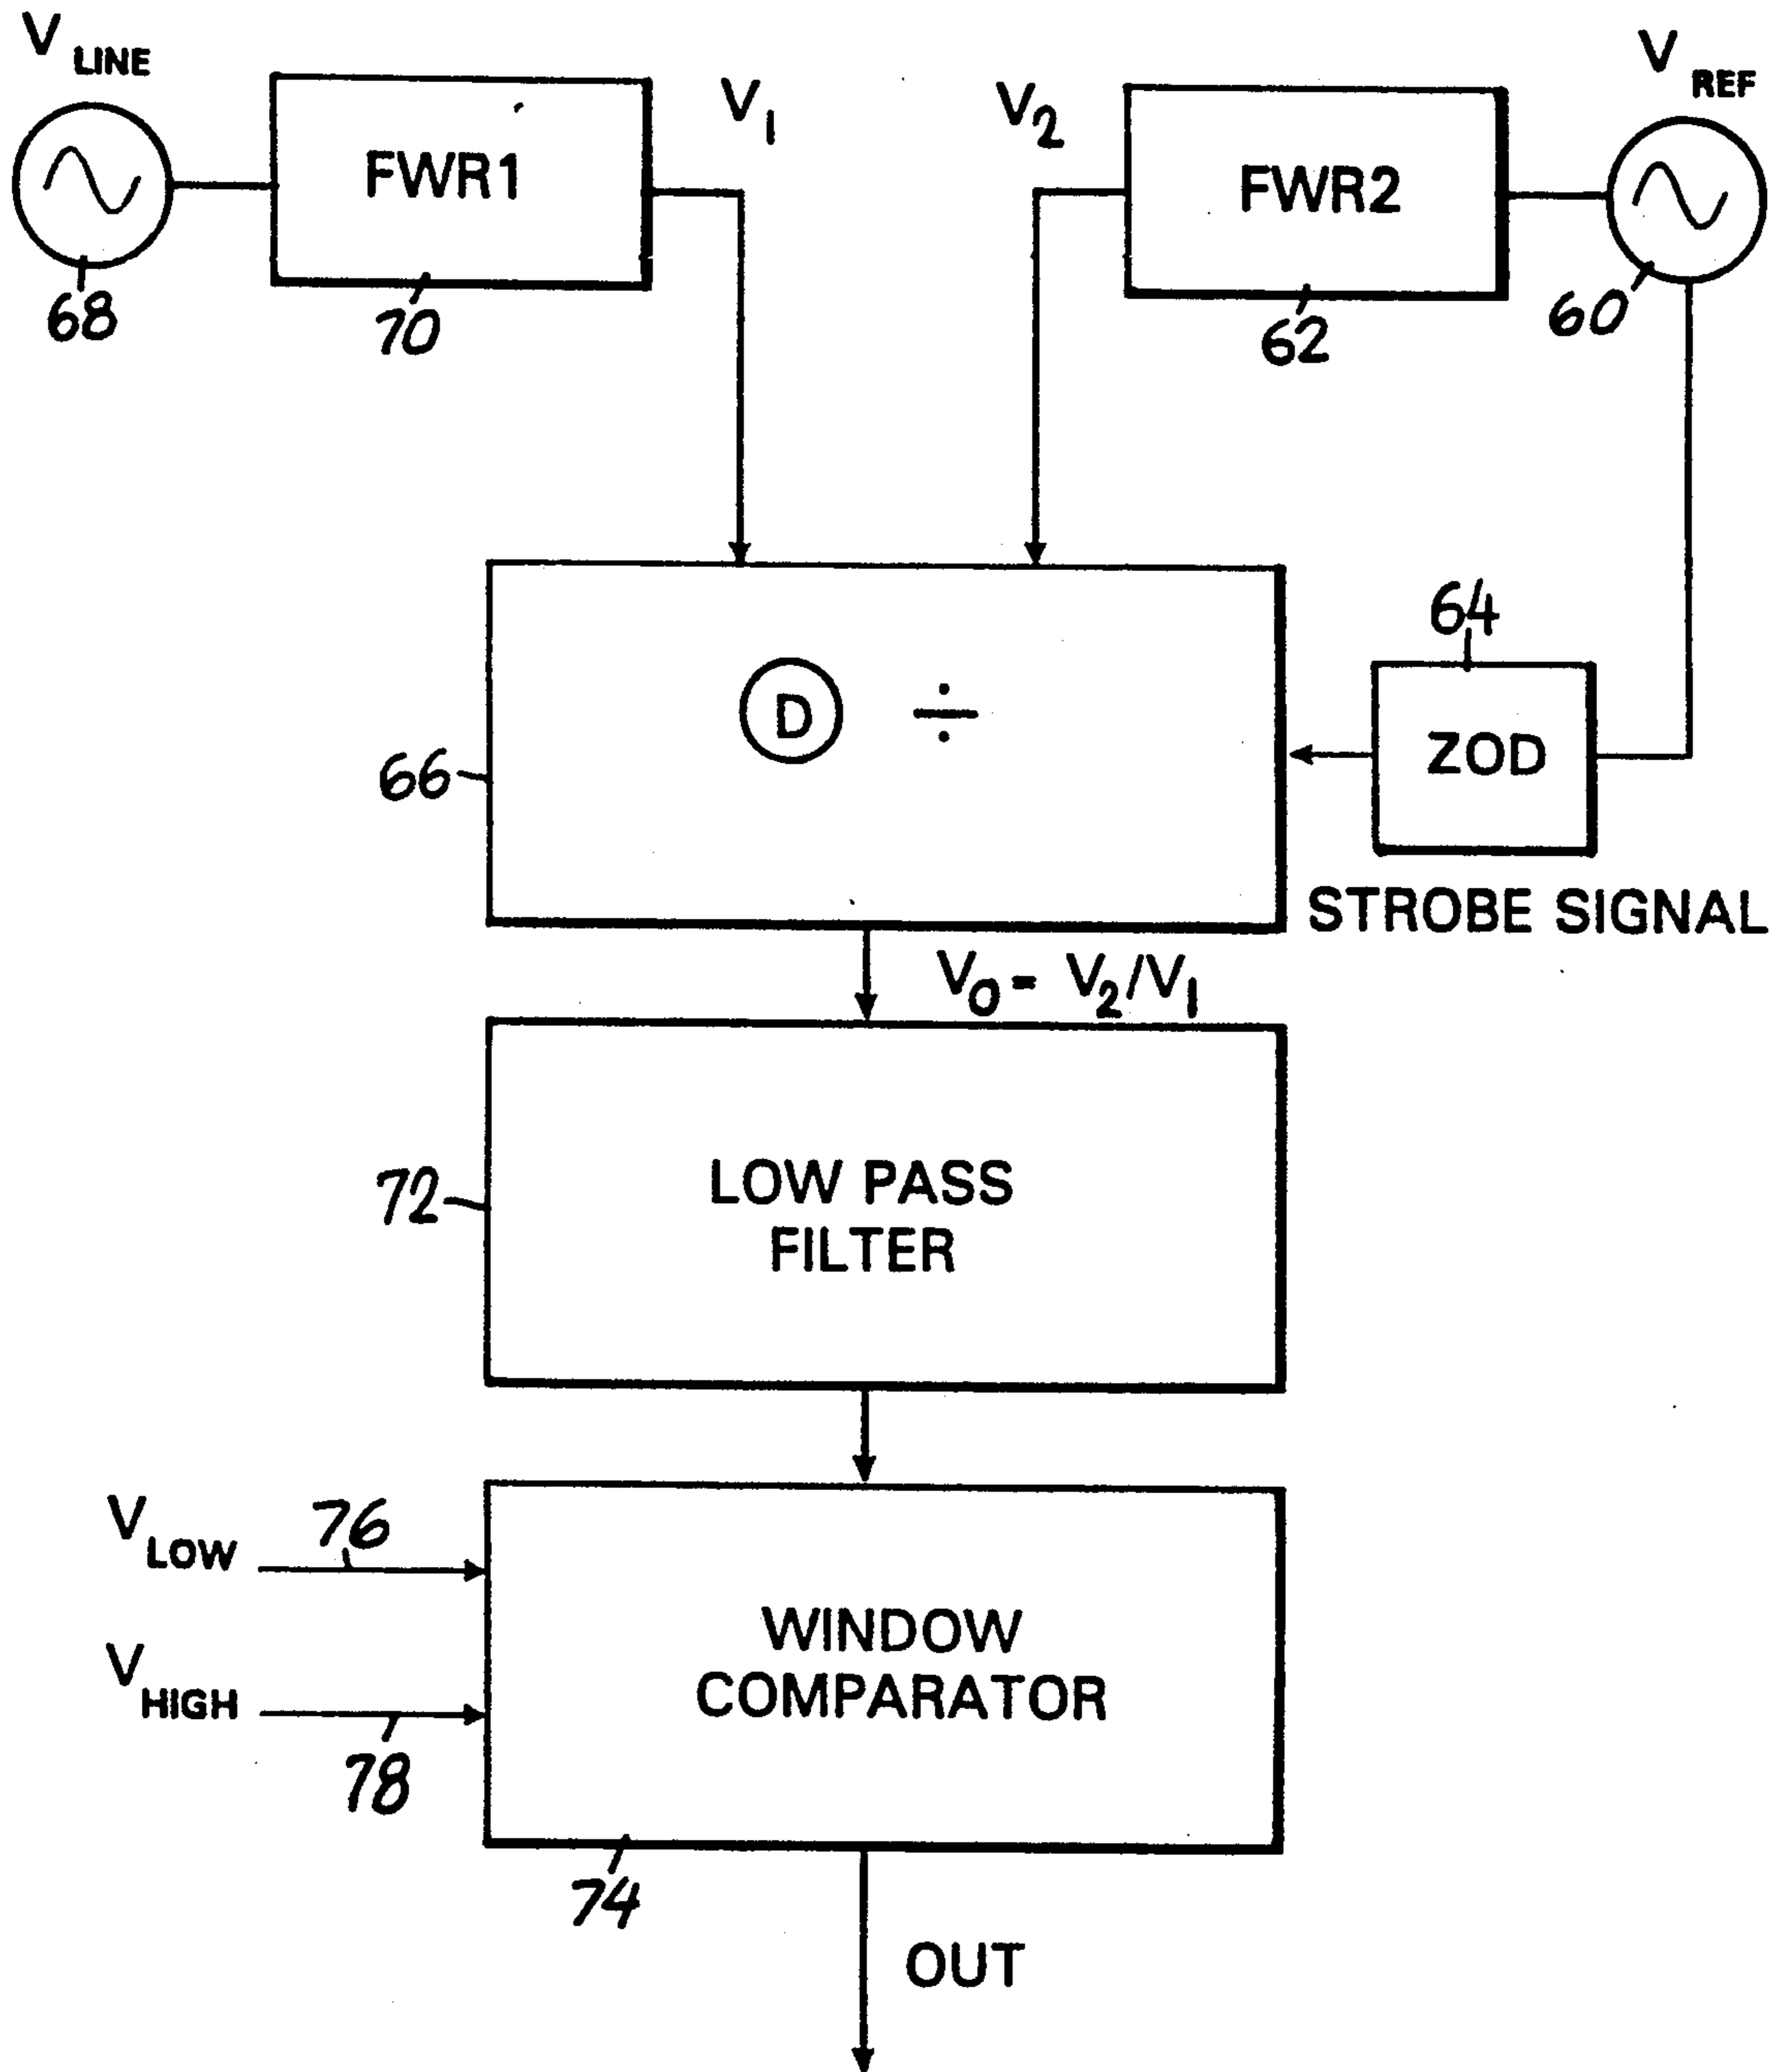 V LINE
V REF
FWR1
V1
V2
FWR2
68
70
62
60
D ÷
66
64
ZOD
STROBE SIGNAL
V0 = V2/V1
72
LOW PASS
FILTER
V LOW
76
V HIGH
78
WINDOW
COMPARATOR
74
OUT